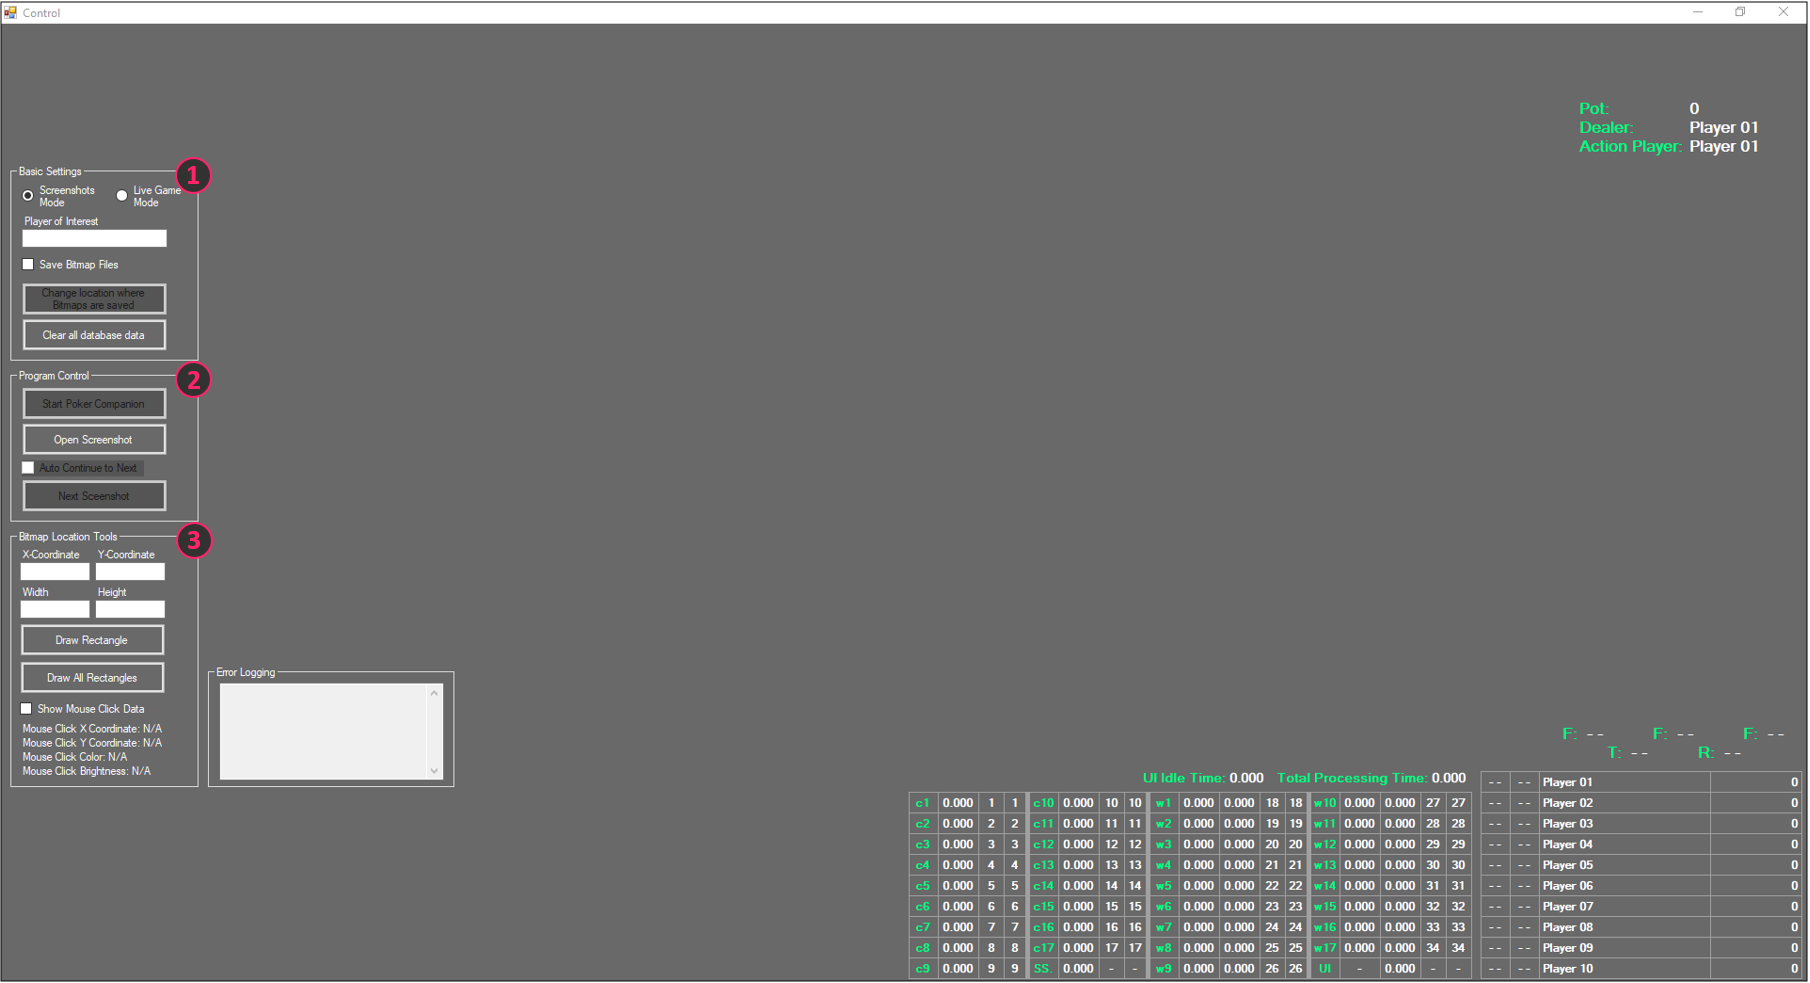 Control
Pot: 0
Dealer: Player 01
Action Player: Player 01
Basic Settings
1
Screenshots Mode
Live Game Mode
Player of Interest
Save Bitmap Files
Change location where
Bitmaps are saved
Clear all database data
Program Control
2
Start Poker Companion
Open Screenshot
Auto Continue to Next
Next Sceenshot
Bitmap Location Tools
3
X-Coordinate Y-Coordinate
Width Height
Draw Rectangle
Draw All Rectangles
Show Mouse Click Data
Mouse Click X Coordinate: N/A
Mouse Click Y Coordinate: N/A
Mouse Click Color: N/A
Mouse Click Brightness: N/A
Error Logging
F: -- F: -- F: --
T: -- R: --
UI Idle Time: 0.000 Total Processing Time: 0.000
c1 0.000 1 1 c10 0.000 10 10 w1 0.000 0.000 18 18 w10 0.000 0.000 27 27
c2 0.000 2 2 c11 0.000 11 11 w2 0.000 0.000 19 19 w11 0.000 0.000 28 28
c3 0.000 3 3 c12 0.000 12 12 w3 0.000 0.000 20 20 w12 0.000 0.000 29 29
c4 0.000 4 4 c13 0.000 13 13 w4 0.000 0.000 21 21 w13 0.000 0.000 30 30
c5 0.000 5 5 c14 0.000 14 14 w5 0.000 0.000 22 22 w14 0.000 0.000 31 31
c6 0.000 6 6 c15 0.000 15 15 w6 0.000 0.000 23 23 w15 0.000 0.000 32 32
c7 0.000 7 7 c16 0.000 16 16 w7 0.000 0.000 24 24 w16 0.000 0.000 33 33
c8 0.000 8 8 c17 0.000 17 17 w8 0.000 0.000 25 25 w17 0.000 0.000 34 34
c9 0.000 9 9 SS. 0.000 - - w9 0.000 0.000 26 26 UI - 0.000 - -
-- -- Player 01 0
-- -- Player 02 0
-- -- Player 03 0
-- -- Player 04 0
-- -- Player 05 0
-- -- Player 06 0
-- -- Player 07 0
-- -- Player 08 0
-- -- Player 09 0
-- -- Player 10 0